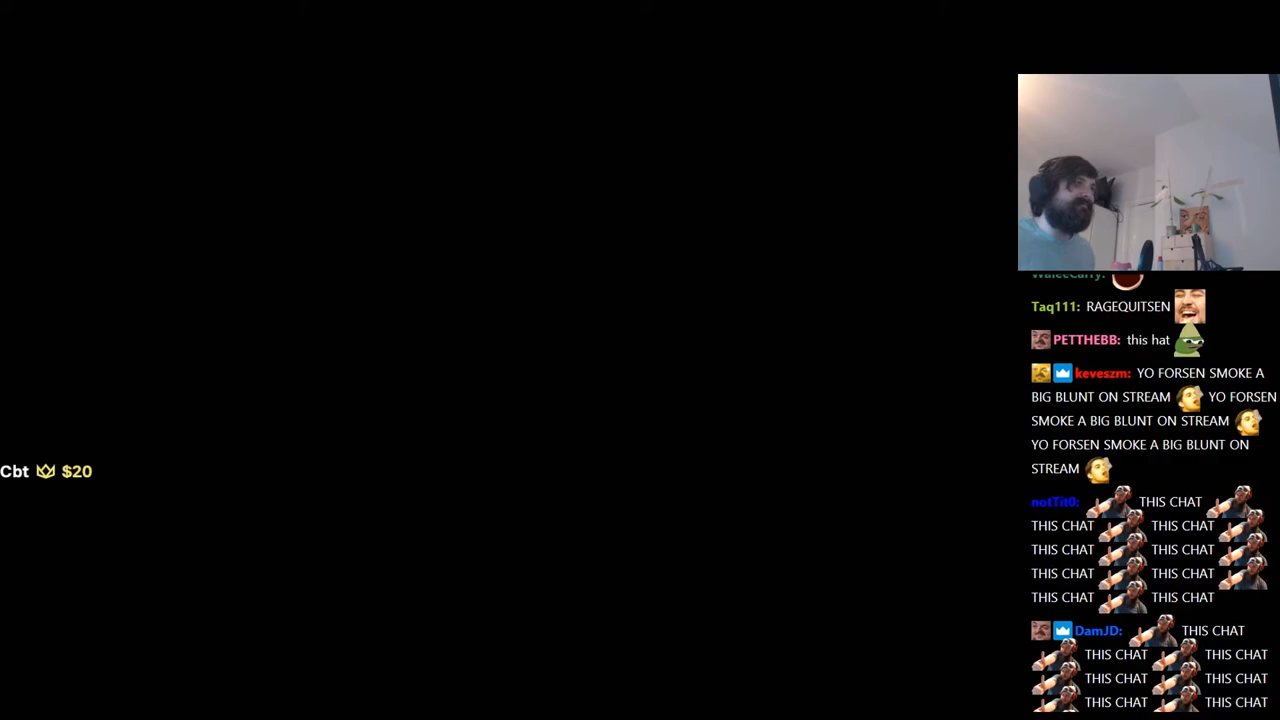 Cbt $20
Taq111: RAGEQUITSEN
PETTHEBB: this hat
keveszm: YO FORSEN SMOKE A
BIG BLUNT ON STREAM YO FORSEN
SMOKE A BIG BLUNT ON STREAM
YO FORSEN SMOKE A BIG BLUNT ON
STREAM
notTit0: THIS CHAT
THIS CHAT THIS CHAT
THIS CHAT THIS CHAT
THIS CHAT THIS CHAT
THIS CHAT THIS CHAT
DamJD: THIS CHAT
THIS CHAT THIS CHAT
THIS CHAT THIS CHAT
THIS CHAT THIS CHAT